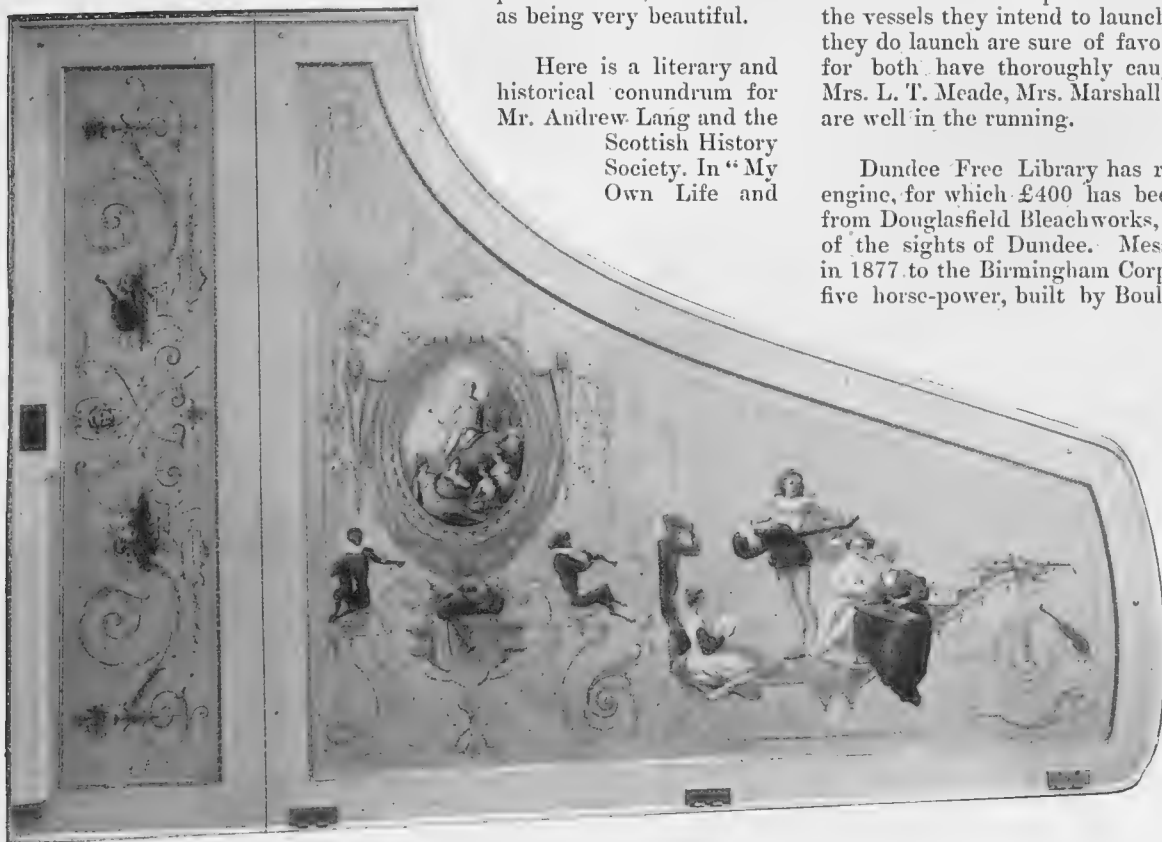 as being very beautiful.
Here is a literary and
historical conundrum for
Mr. Andrew Lang and the
Scottish History
Society. In “My
Own Life and
the vessels they intend to launch
they do launch are sure of favo
for both have thoroughly cau
Mrs. L. T. Meade, Mrs. Marshall
are well in the running.
Dundee Free Library has r
engine, for which £400 has bee
from Douglasfield Bleachworks,
of the sights of Dundee. Mes
in 1877 to the Birmingham Corp
five horse-power, built by Boul